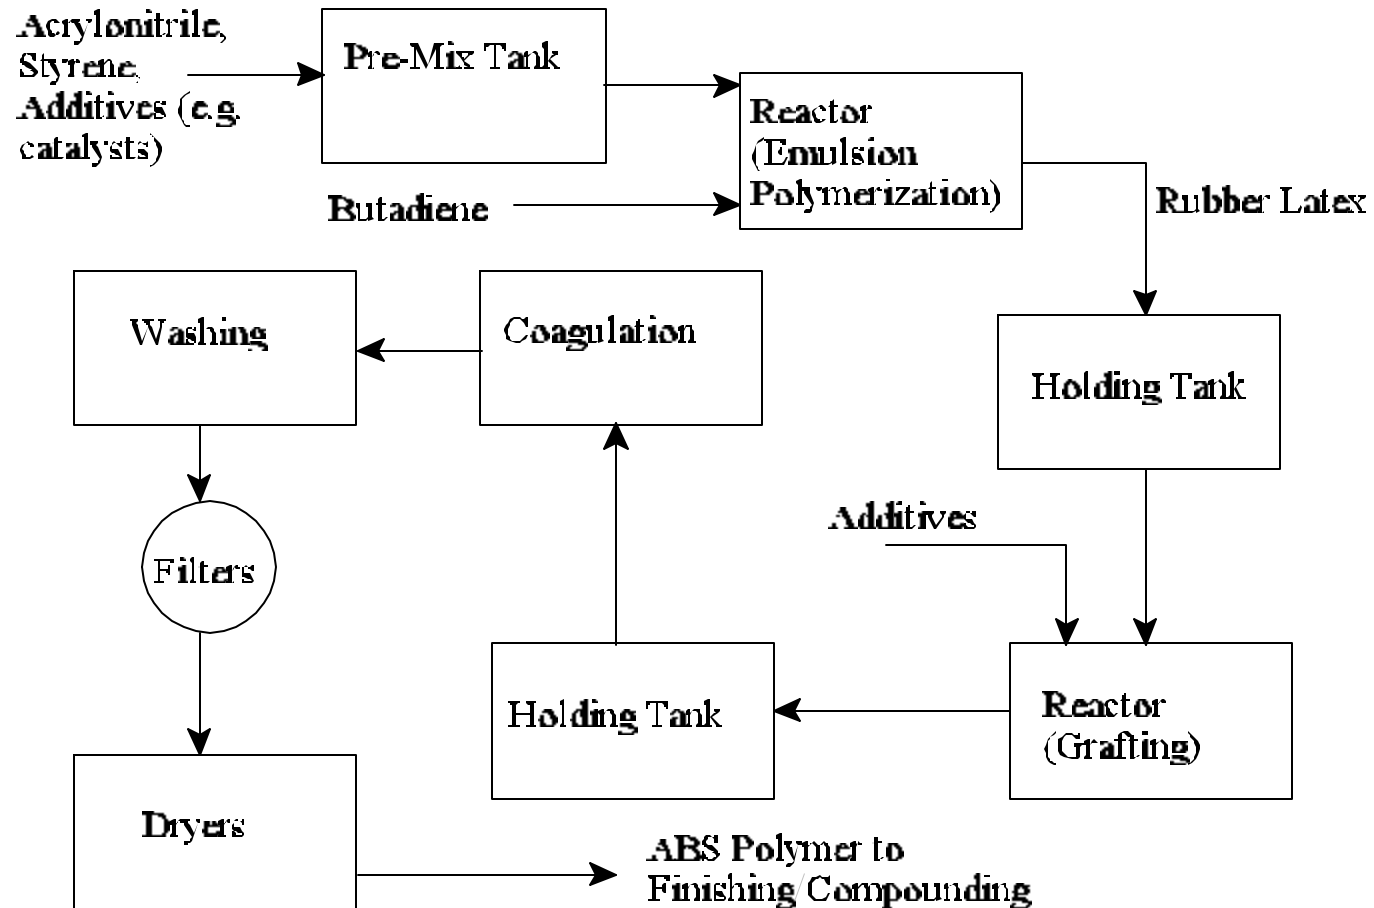 Acrylonitrile,
Styrene,
Additives (e.g.
catalysts)
Pre-Mix Tank
Reactor
(Emulsion
Polymerization)
Butadiene
Rubber Latex
Washing
Coagulation
Holding Tank
Additives
Filters
Holding Tank
Reactor
(Grafting)
Dryers
ABS Polymer to
Finishing/Compounding